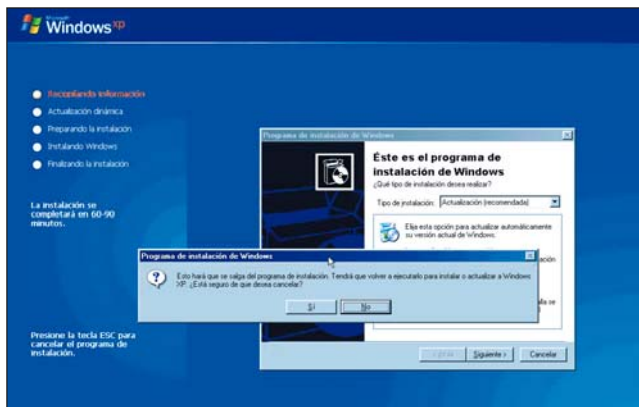 Microsoft
Windows xp
Recopilando información
Actualización dinámica
Preparando la instalación
Instalando Windows
Finalizando la instalación
La instalación se
completará en 60-90
minutos.
Presione la tecla ESC para
cancelar el programa de
instalación.
Programa de instalación de Windows
Éste es el programa de
instalación de Windows
¿Qué tipo de instalación desea realizar?
Tipo de instalación: Actualización (recomendada)
Elija esta opción para actualizar automáticamente
su versión actual de Windows.
Programa de instalación de Windows
Esto hará que se salga del programa de instalación. Tendrá que volver a ejecutarlo para instalar o actualizar a Windows
XP. ¿Está seguro de que desea cancelar?
Sí No
< Atrás Siguiente > Cancelar